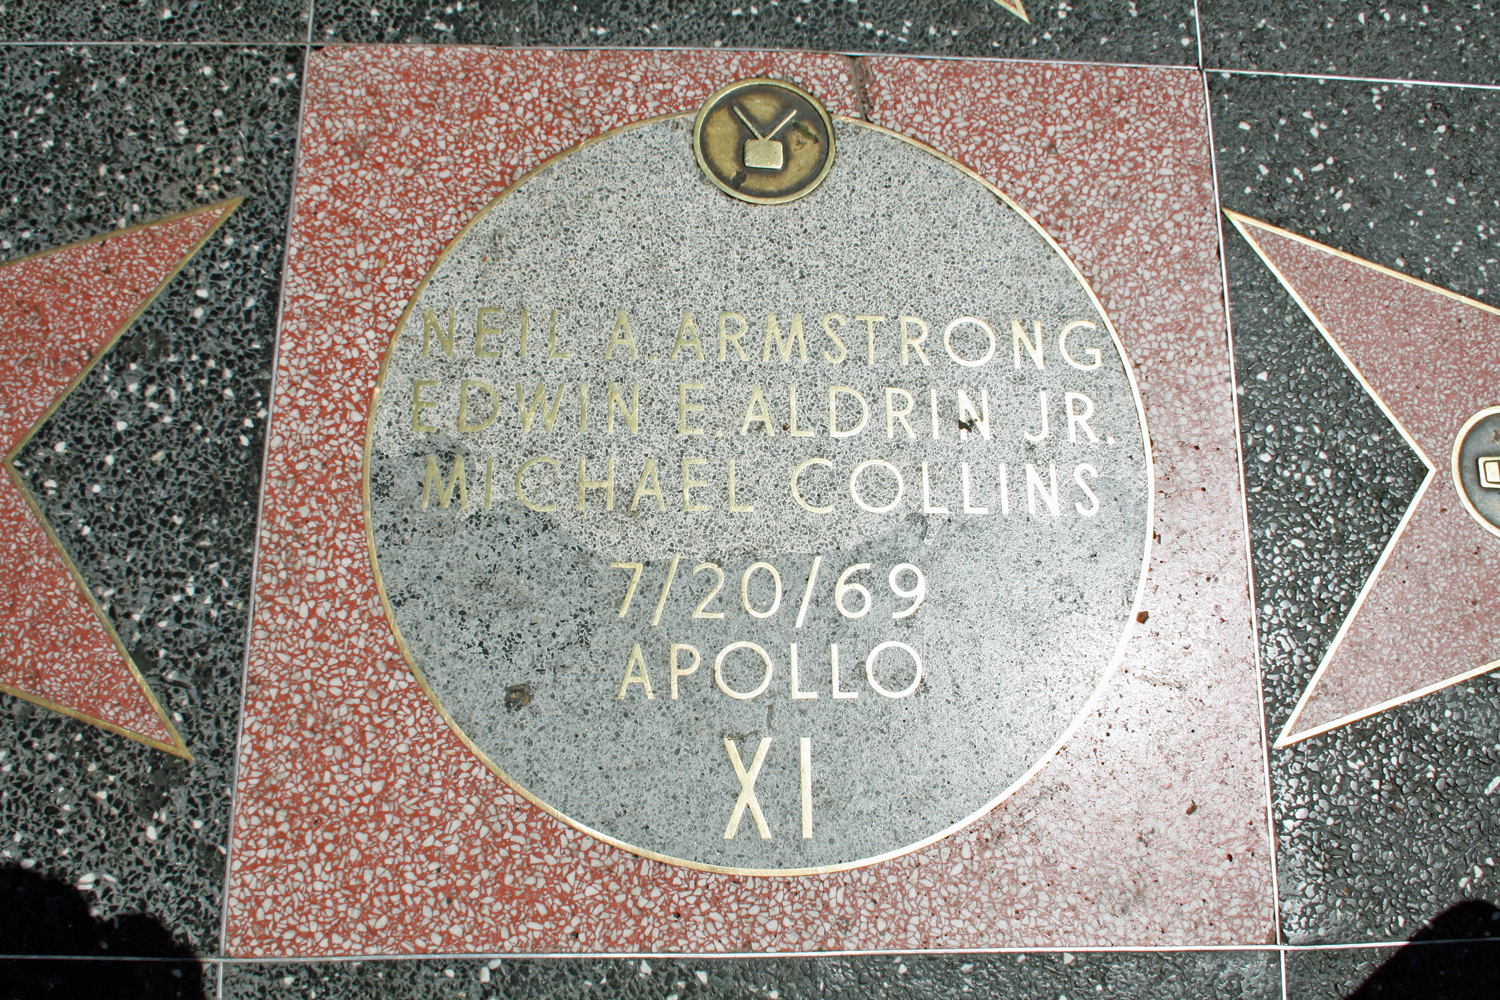 NEIL A. ARMSTRONG
EDWIN E. ALDRIN JR.
MICHAEL COLLINS
7/20/69
APOLLO
XI